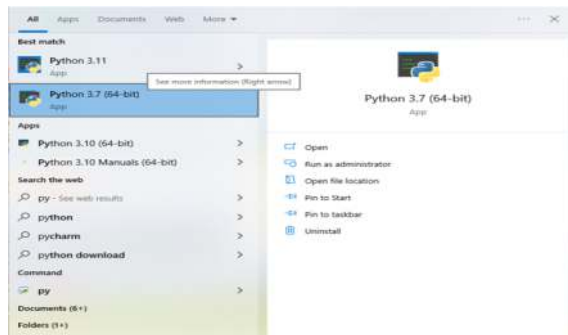 All Apps Documents Web More
Best match
Python 3.11
App
See more information (Right arrow)
Python 3.7 (64-bit)
App
Apps
Python 3.10 (64-bit)
Python 3.10 Manuals (64-bit)
Search the web
py - See web results
python
pycharm
python download
Command
py
Documents (6+)
Folders (1+)
Python 3.7 (64-bit)
App
Open
Run as administrator
Open file location
Pin to Start
Pin to taskbar
Uninstall